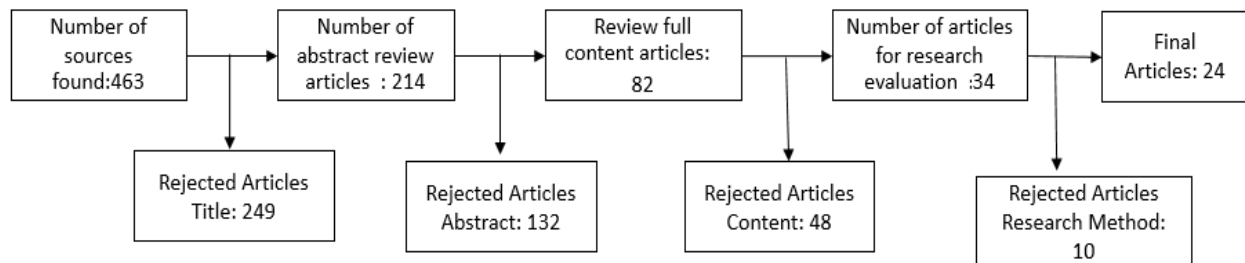 Number of
sources
found:463
Number of
abstract review
articles : 214
Review full
content articles:
82
Number of articles
for research
evaluation :34
Final
Articles: 24
Rejected Articles
Title: 249
Rejected Articles
Abstract: 132
Rejected Articles
Content: 48
Rejected Articles
Research Method:
10